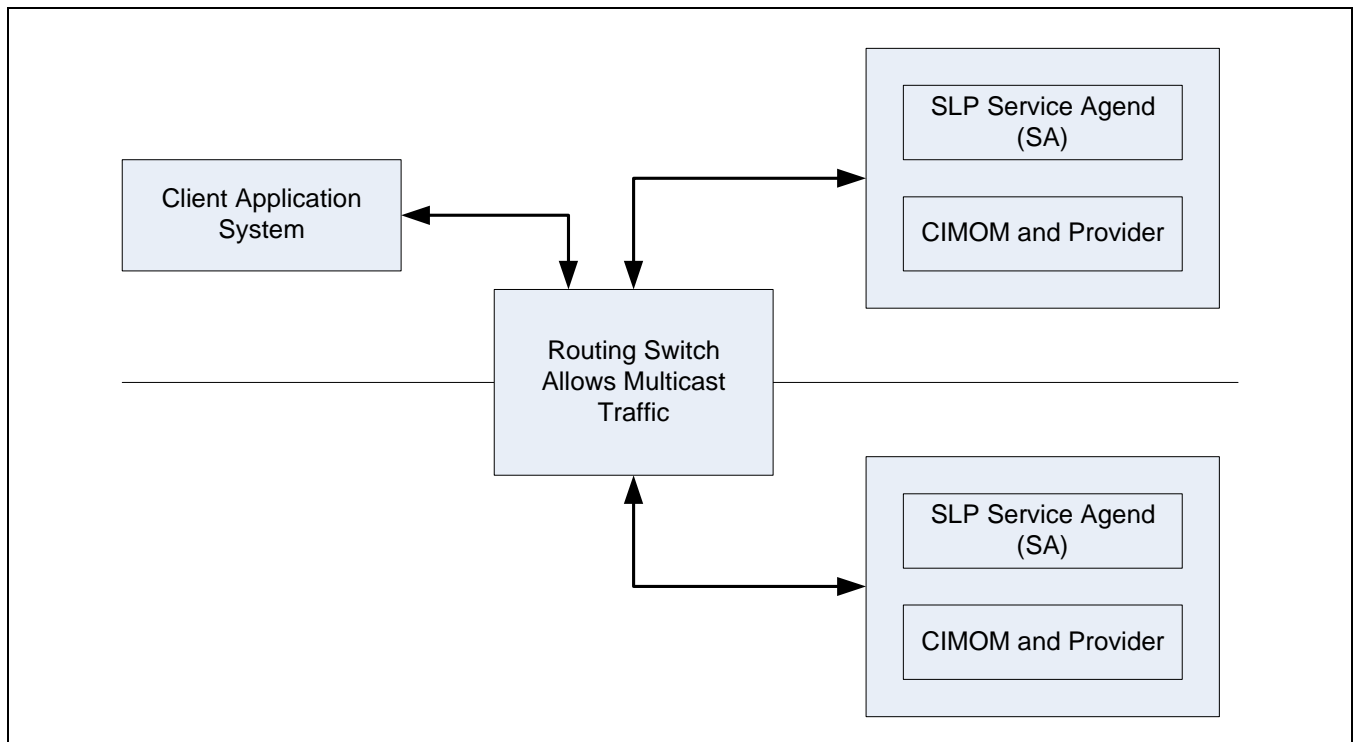 SLP Service Agend
(SA)
CIMOM and Provider
Client Application
System
Routing Switch
Allows Multicast
Traffic
SLP Service Agend
(SA)
CIMOM and Provider